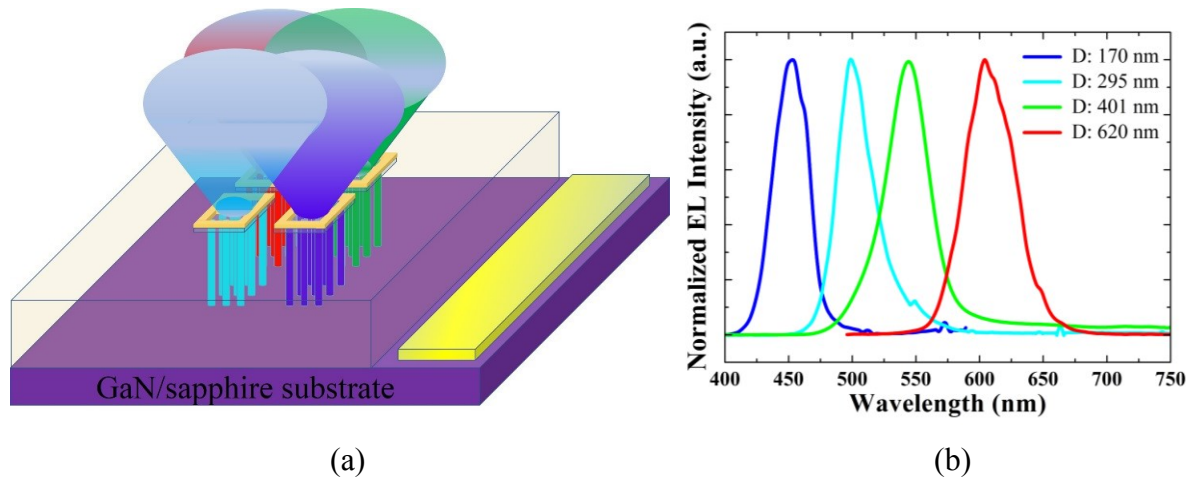 GaN/sapphire substrate
(a)
Normalized EL Intensity (a.u.)
D: 170 nm
D: 295 nm
D: 401 nm
D: 620 nm
400 450 500 550 600 650 700 750
Wavelength (nm)
(b)